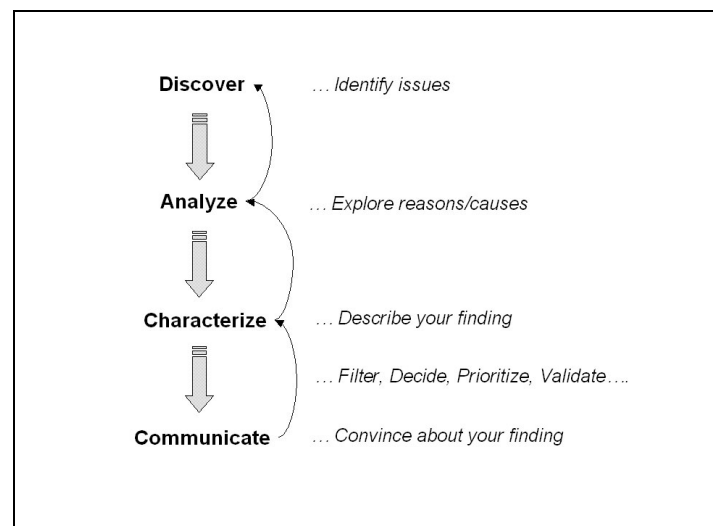 Discover … Identify issues
Analyze … Explore reasons/causes
Characterize … Describe your finding
… Filter, Decide, Prioritize, Validate….
Communicate … Convince about your finding